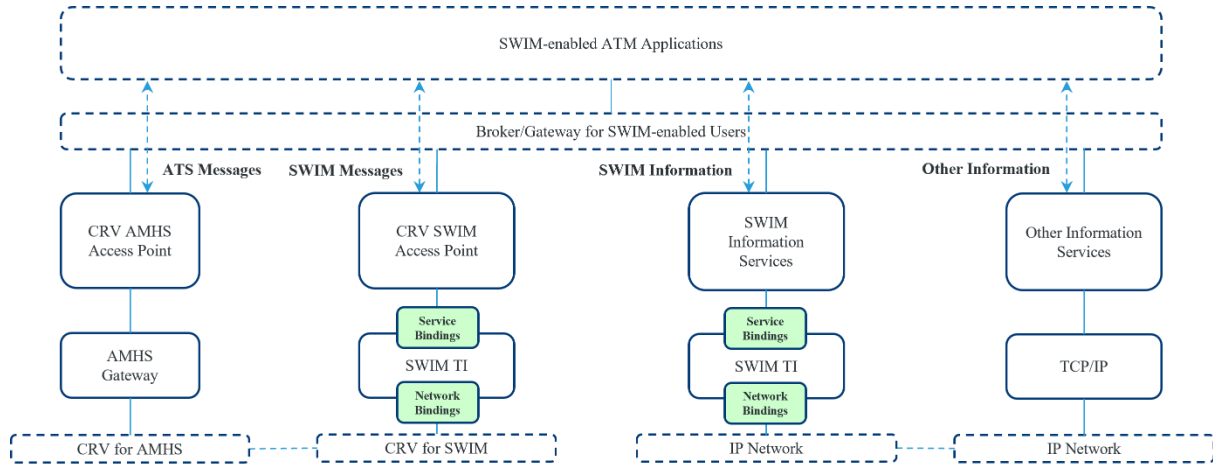 SWIM-enabled ATM Applications
Broker/Gateway for SWIM-enabled Users
ATS Messages
SWIM Messages
SWIM Information
Other Information
CRV AMHS
Access Point
CRV SWIM
Access Point
SWIM
Information
Services
Other Information
Services
Service
Bindings
Service
Bindings
AMHS
Gateway
SWIM TI
SWIM TI
TCP/IP
Network
Bindings
Network
Bindings
CRV for AMHS
CRV for SWIM
IP Network
IP Network